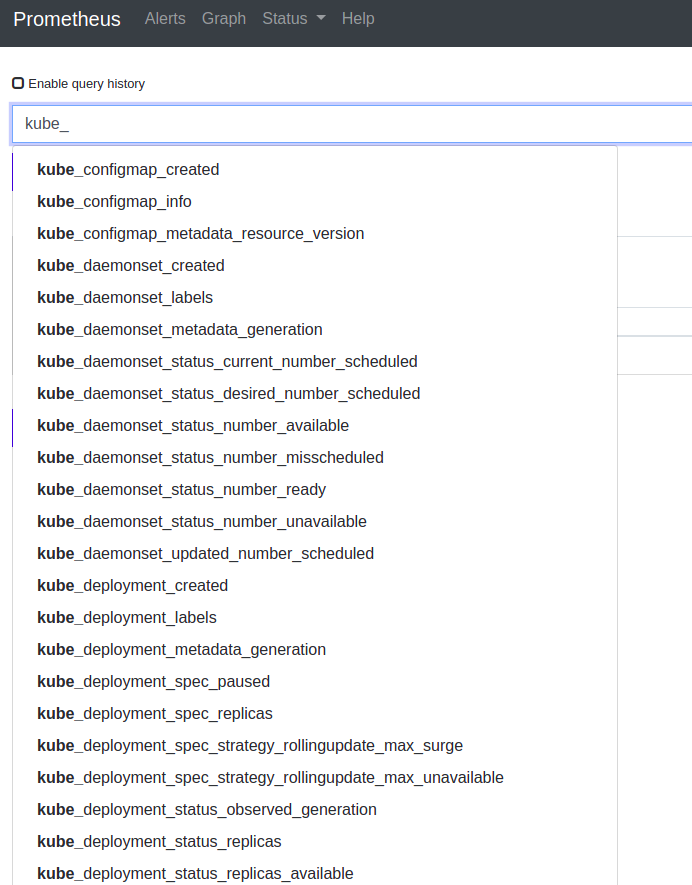 Prometheus Alerts Graph Status Help
Enable query history
kube_
kube_configmap_created
kube_configmap_info
kube_configmap_metadata_resource_version
kube_daemonset_created
kube_daemonset_labels
kube_daemonset_metadata_generation
kube_daemonset_status_current_number_scheduled
kube_daemonset_status_desired_number_scheduled
kube_daemonset_status_number_available
kube_daemonset_status_number_misscheduled
kube_daemonset_status_number_ready
kube_daemonset_status_number_unavailable
kube_daemonset_updated_number_scheduled
kube_deployment_created
kube_deployment_labels
kube_deployment_metadata_generation
kube_deployment_spec_paused
kube_deployment_spec_replicas
kube_deployment_spec_strategy_rollingupdate_max_surge
kube_deployment_spec_strategy_rollingupdate_max_unavailable
kube_deployment_status_observed_generation
kube_deployment_status_replicas
kube_deployment_status_replicas_available